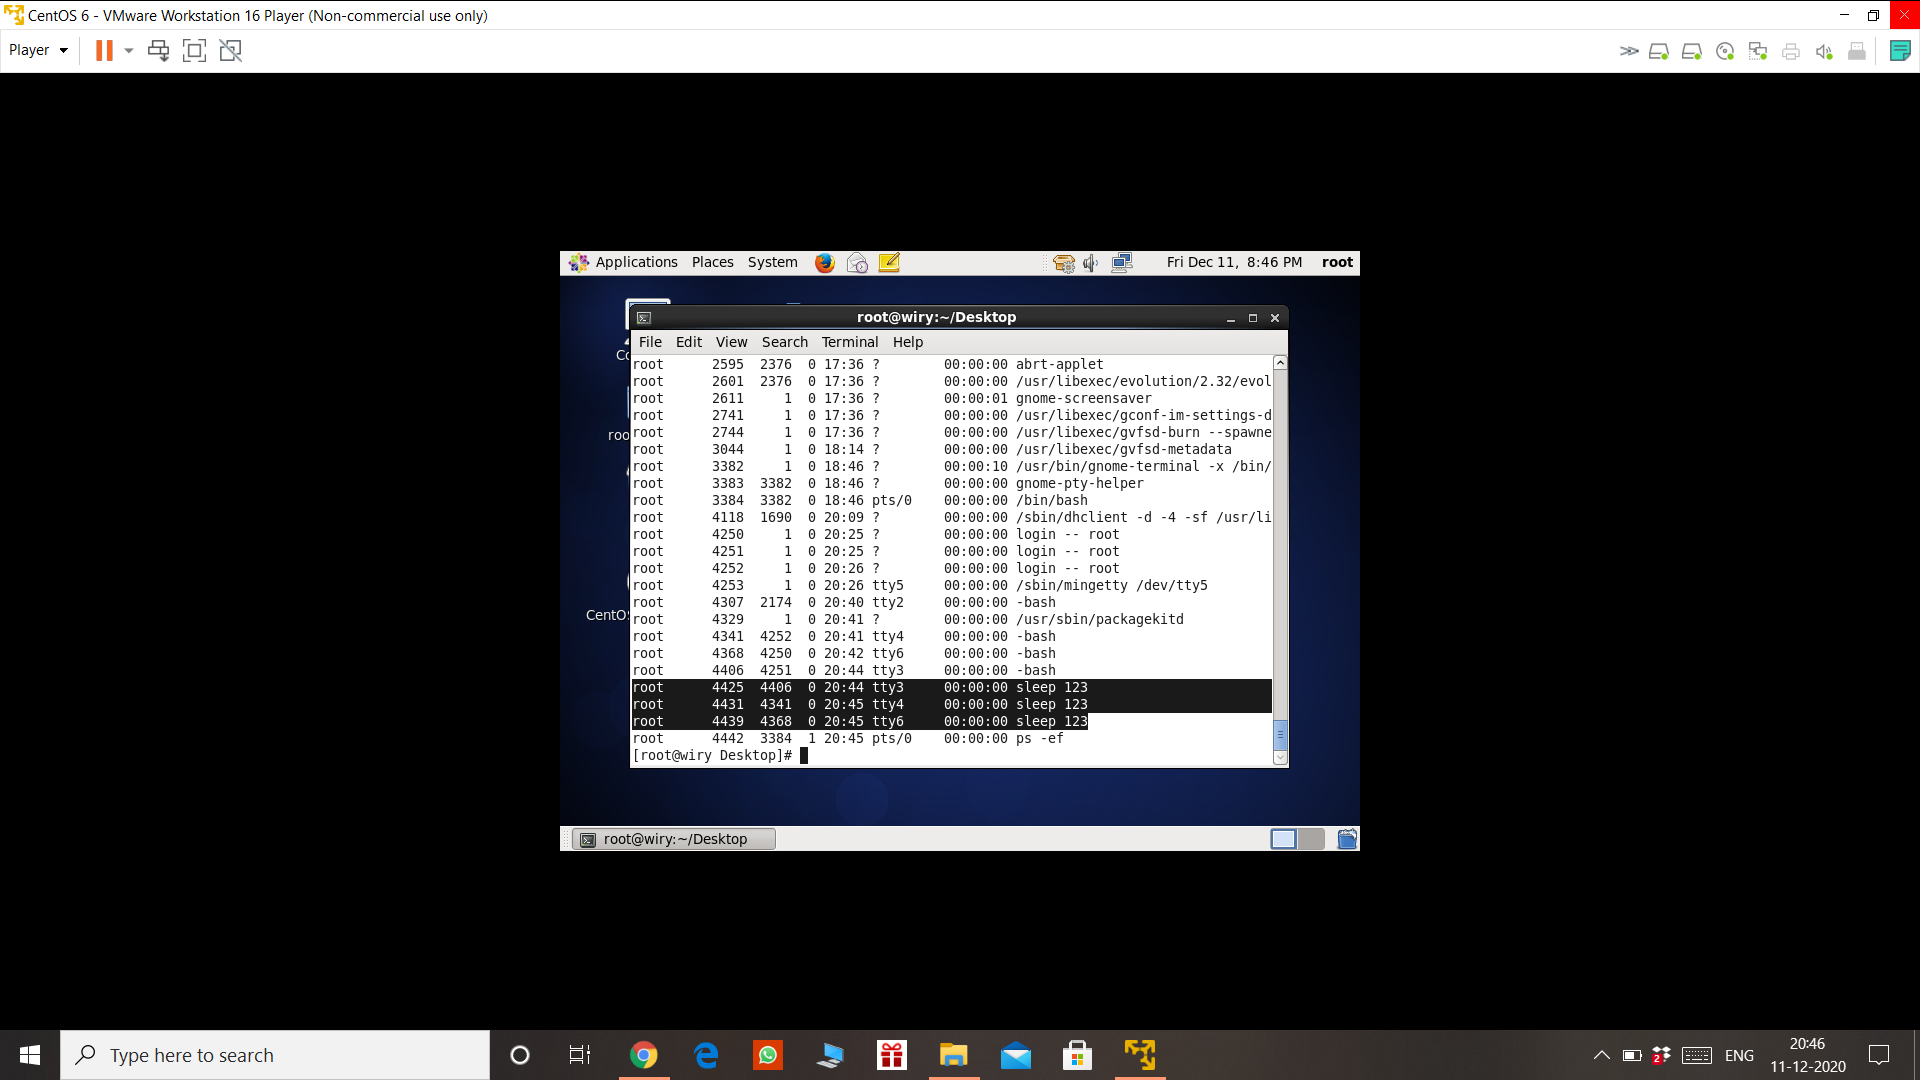 CentOS 6 - VMware Workstation 16 Player (Non-commercial use only)
Player
Applications Places System Fri Dec 11, 8:46 PM root
root@wiry:~/Desktop
File Edit View Search Terminal Help
root 2595 2376 0 17:36 ? 00:00:00 abrt-applet
root 2601 2376 0 17:36 ? 00:00:00 /usr/libexec/evolution/2.32/evol
root 2611 1 0 17:36 ? 00:00:01 gnome-screensaver
root 2741 1 0 17:36 ? 00:00:00 /usr/libexec/gconf-im-settings-d
root 2744 1 0 17:36 ? 00:00:00 /usr/libexec/gvfsd-burn --spawne
root 3044 1 0 18:14 ? 00:00:00 /usr/libexec/gvfsd-metadata
root 3382 1 0 18:46 ? 00:00:10 /usr/bin/gnome-terminal -x /bin/
root 3383 3382 0 18:46 ? 00:00:00 gnome-pty-helper
root 3384 3382 0 18:46 pts/0 00:00:00 /bin/bash
root 4118 1690 0 20:09 ? 00:00:00 /sbin/dhclient -d -4 -sf /usr/li
root 4250 1 0 20:25 ? 00:00:00 login -- root
root 4251 1 0 20:25 ? 00:00:00 login -- root
root 4252 1 0 20:26 ? 00:00:00 login -- root
root 4253 1 0 20:26 tty5 00:00:00 /sbin/mingetty /dev/tty5
root 4307 2174 0 20:40 tty2 00:00:00 -bash
root 4329 1 0 20:41 ? 00:00:00 /usr/sbin/packagekitd
root 4341 4252 0 20:41 tty4 00:00:00 -bash
root 4368 4250 0 20:42 tty6 00:00:00 -bash
root 4406 4251 0 20:44 tty3 00:00:00 -bash
root 4425 4406 0 20:44 tty3 00:00:00 sleep 123
root 4431 4341 0 20:45 tty4 00:00:00 sleep 123
root 4439 4368 0 20:45 tty6 00:00:00 sleep 123
root 4442 3384 1 20:45 pts/0 00:00:00 ps -ef
[root@wiry Desktop]#
Co
roo
CentOS
root@wiry:~/Desktop
Type here to search
2
ENG
20:46
11-12-2020